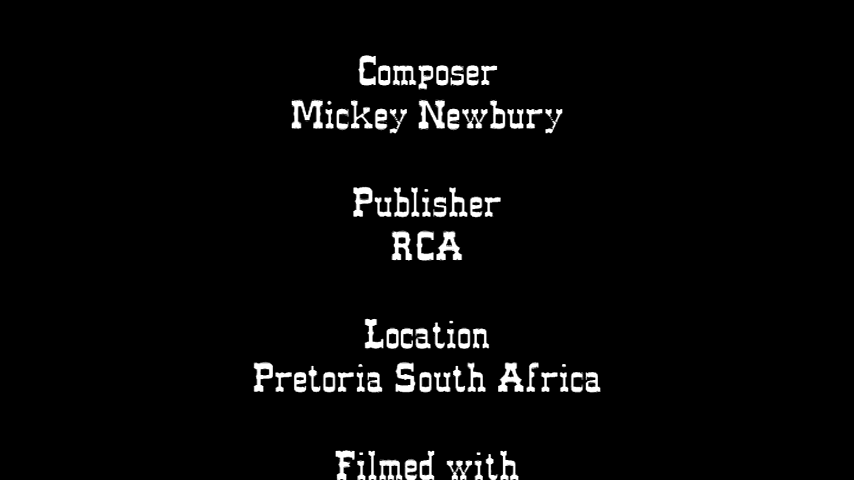 Composer
Mickey Newbury
Publisher
RCA
Location
Pretoria South Africa
Filmed with